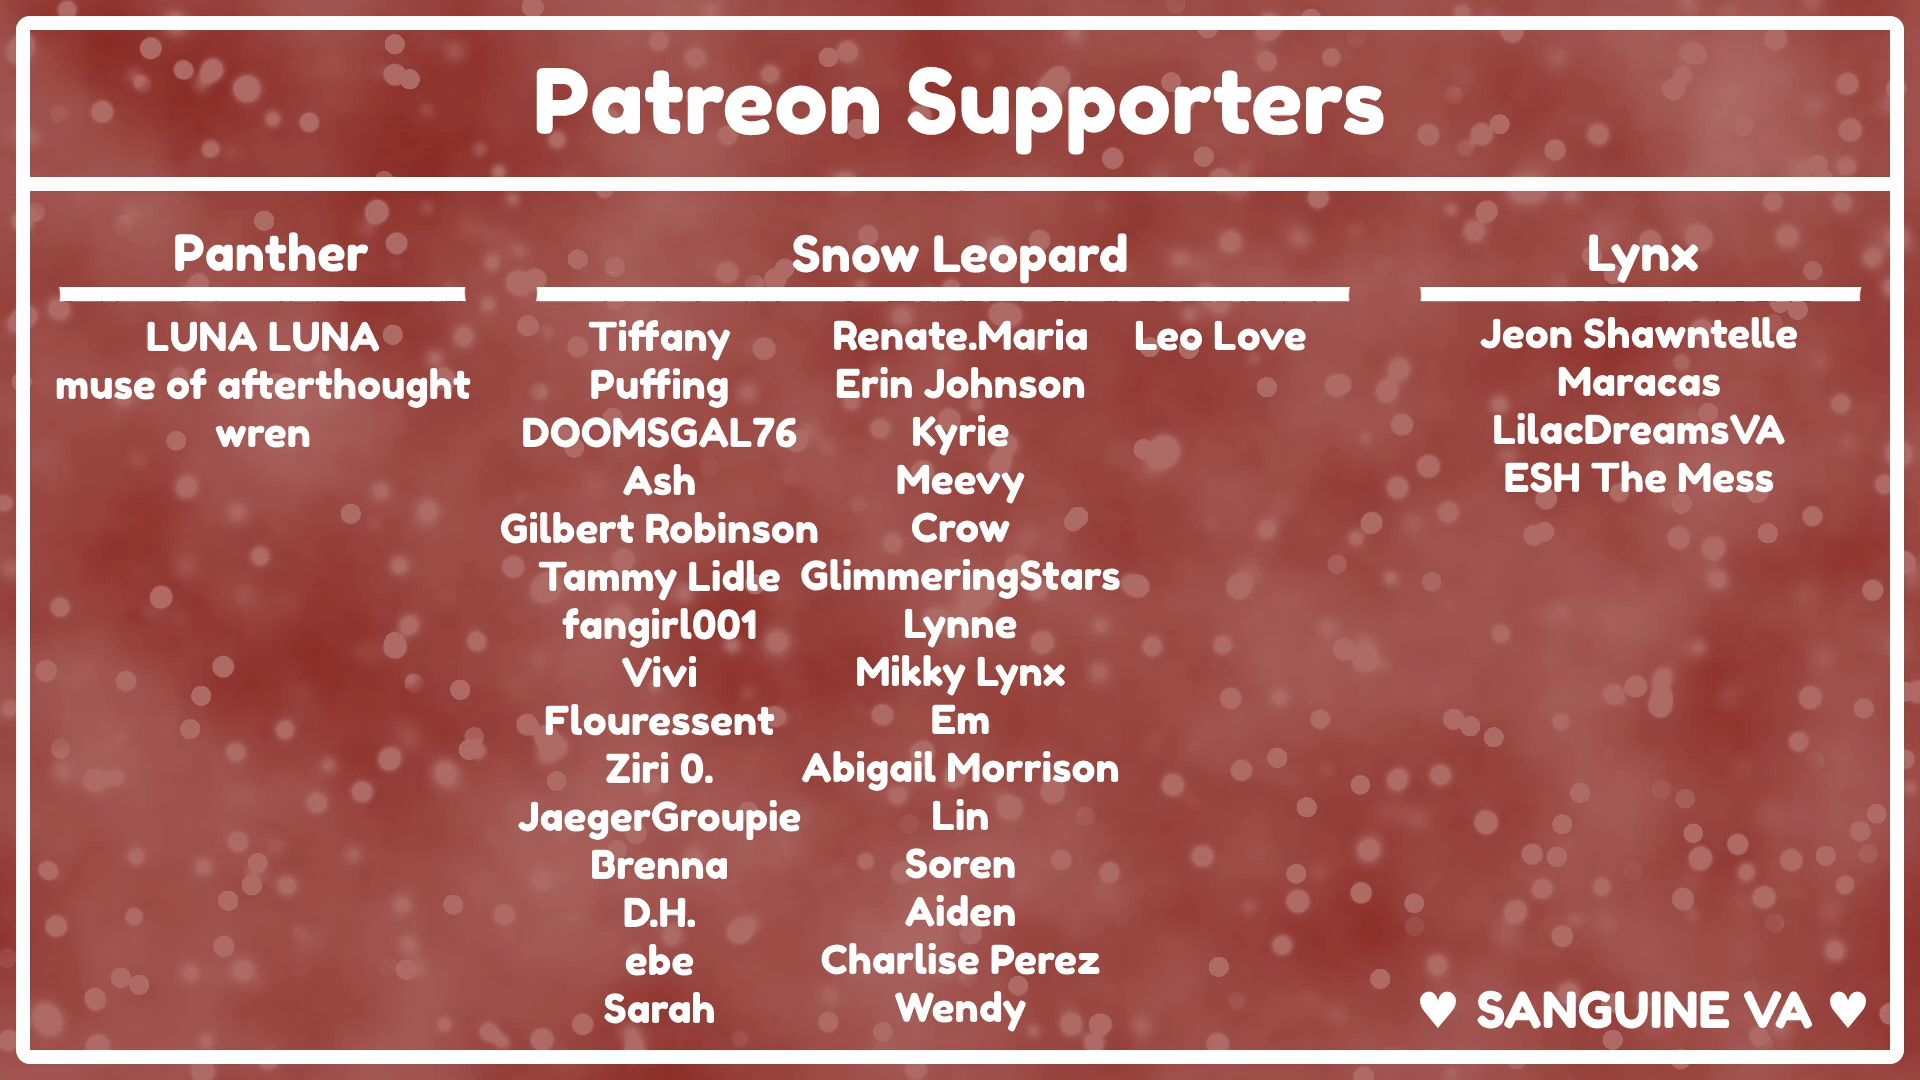 Patreon Supporters
Panther
LUNA LUNA
muse of afterthought
wren
Snow Leopard
Tiffany
Puffing
DOOMSGAL76
Ash
Gilbert Robinson
Tammy Lidle
fangirl001
Vivi
Flouressent
Ziri 0.
JaegerGroupie
Brenna
D.H.
ebe
Sarah
Renate.Maria
Erin Johnson
Kyrie
Meevy
Crow
GlimmeringStars
Lynne
Mikky Lynx
Em
Abigail Morrison
Lin
Soren
Aiden
Charlise Perez
Wendy
Leo Love
Lynx
Jeon Shawntelle
Maracas
LilacDreamsVA
ESH The Mess
♥ SANGUINE VA ♥